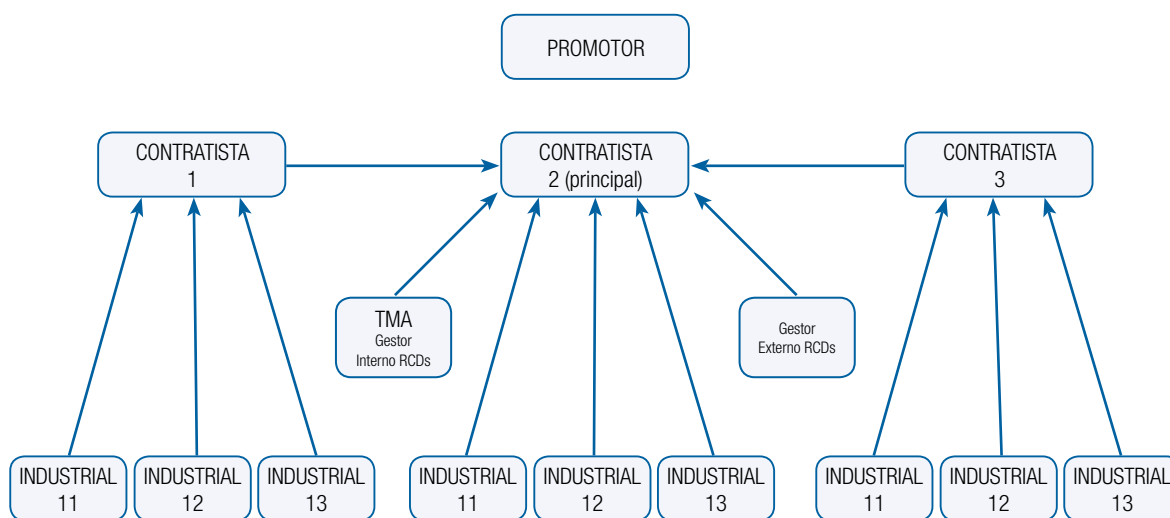 PROMOTOR
CONTRATISTA
1
CONTRATISTA
2 (principal)
CONTRATISTA
3
TMA
Gestor
Interno RCDs
Gestor
Externo RCDs
INDUSTRIAL
11
INDUSTRIAL
12
INDUSTRIAL
13
INDUSTRIAL
11
INDUSTRIAL
12
INDUSTRIAL
13
INDUSTRIAL
11
INDUSTRIAL
12
INDUSTRIAL
13